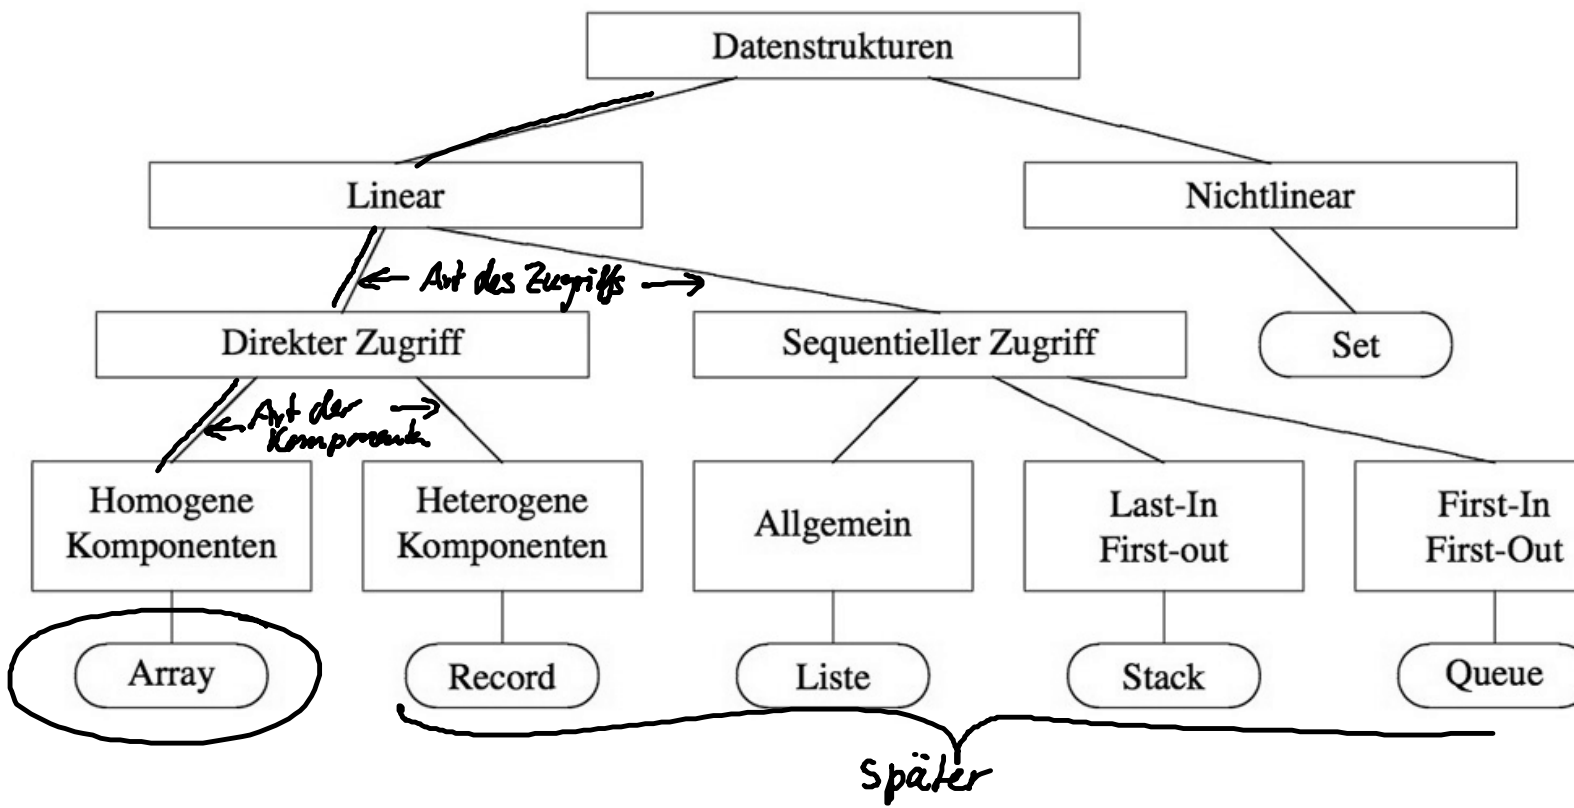 Datenstrukturen
Linear
Nichtlinear
Art des Zugriffs
Direkter Zugriff
Sequentieller Zugriff
Set
Art der
Komponenten
Homogene
Komponenten
Heterogene
Komponenten
Allgemein
Last-In
First-out
First-In
First-Out
Array
Record
Liste
Stack
Queue
Später